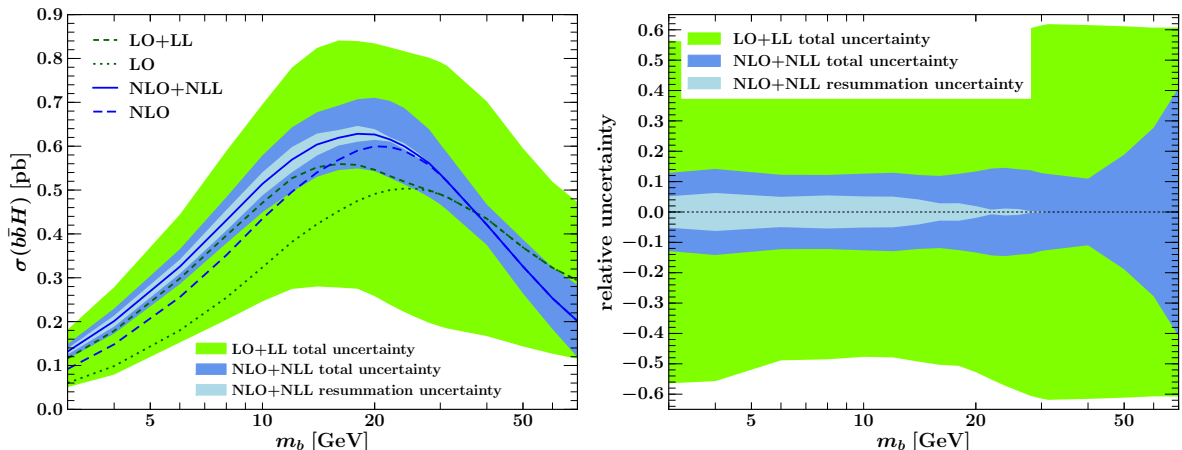 0.9
0.8
0.7
0.6
0.5
0.4
0.3
0.2
0.1
0.0
σ(bb̄H) [pb]
LO+LL
LO
NLO+NLL
NLO
LO+LL total uncertainty
NLO+NLL total uncertainty
NLO+NLL resummation uncertainty
5 10 20 50
m_b [GeV]
0.6
0.5
0.4
0.3
0.2
0.1
0.0
−0.1
−0.2
−0.3
−0.4
−0.5
−0.6
relative uncertainty
LO+LL total uncertainty
NLO+NLL total uncertainty
NLO+NLL resummation uncertainty
5 10 20 50
m_b [GeV]